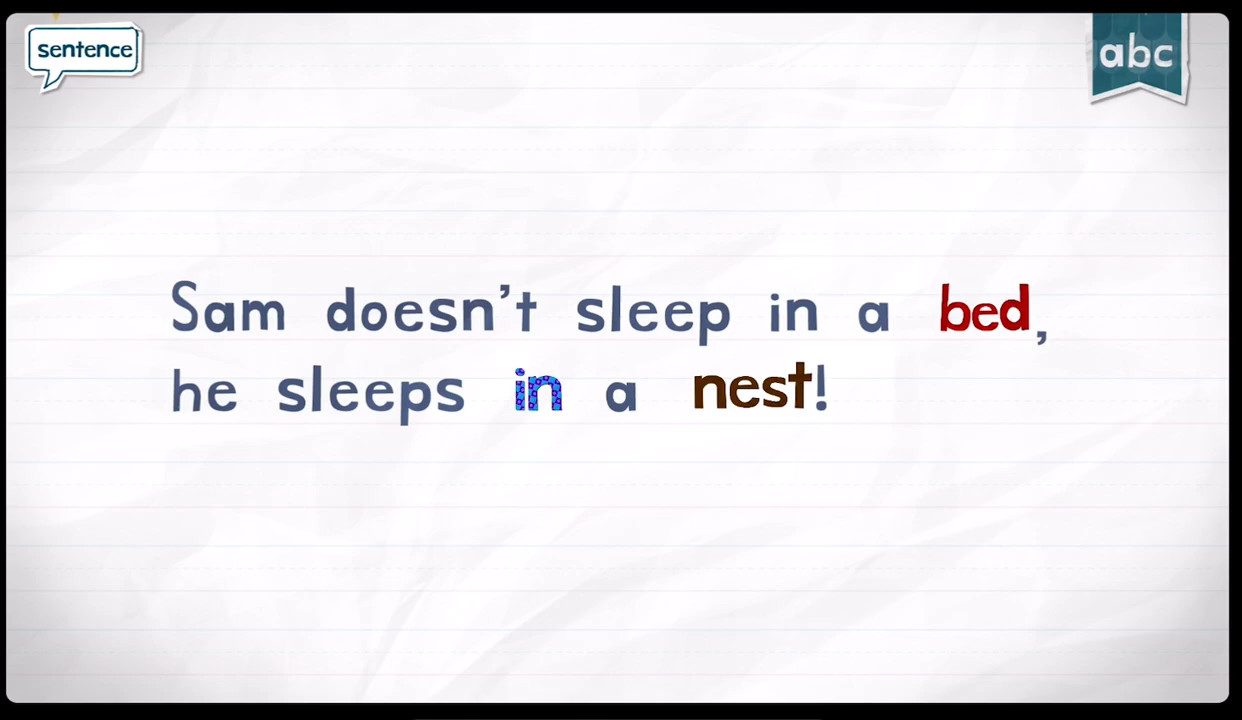 sentence
abc
Sam doesn't sleep in a bed,
he sleeps in a nest!